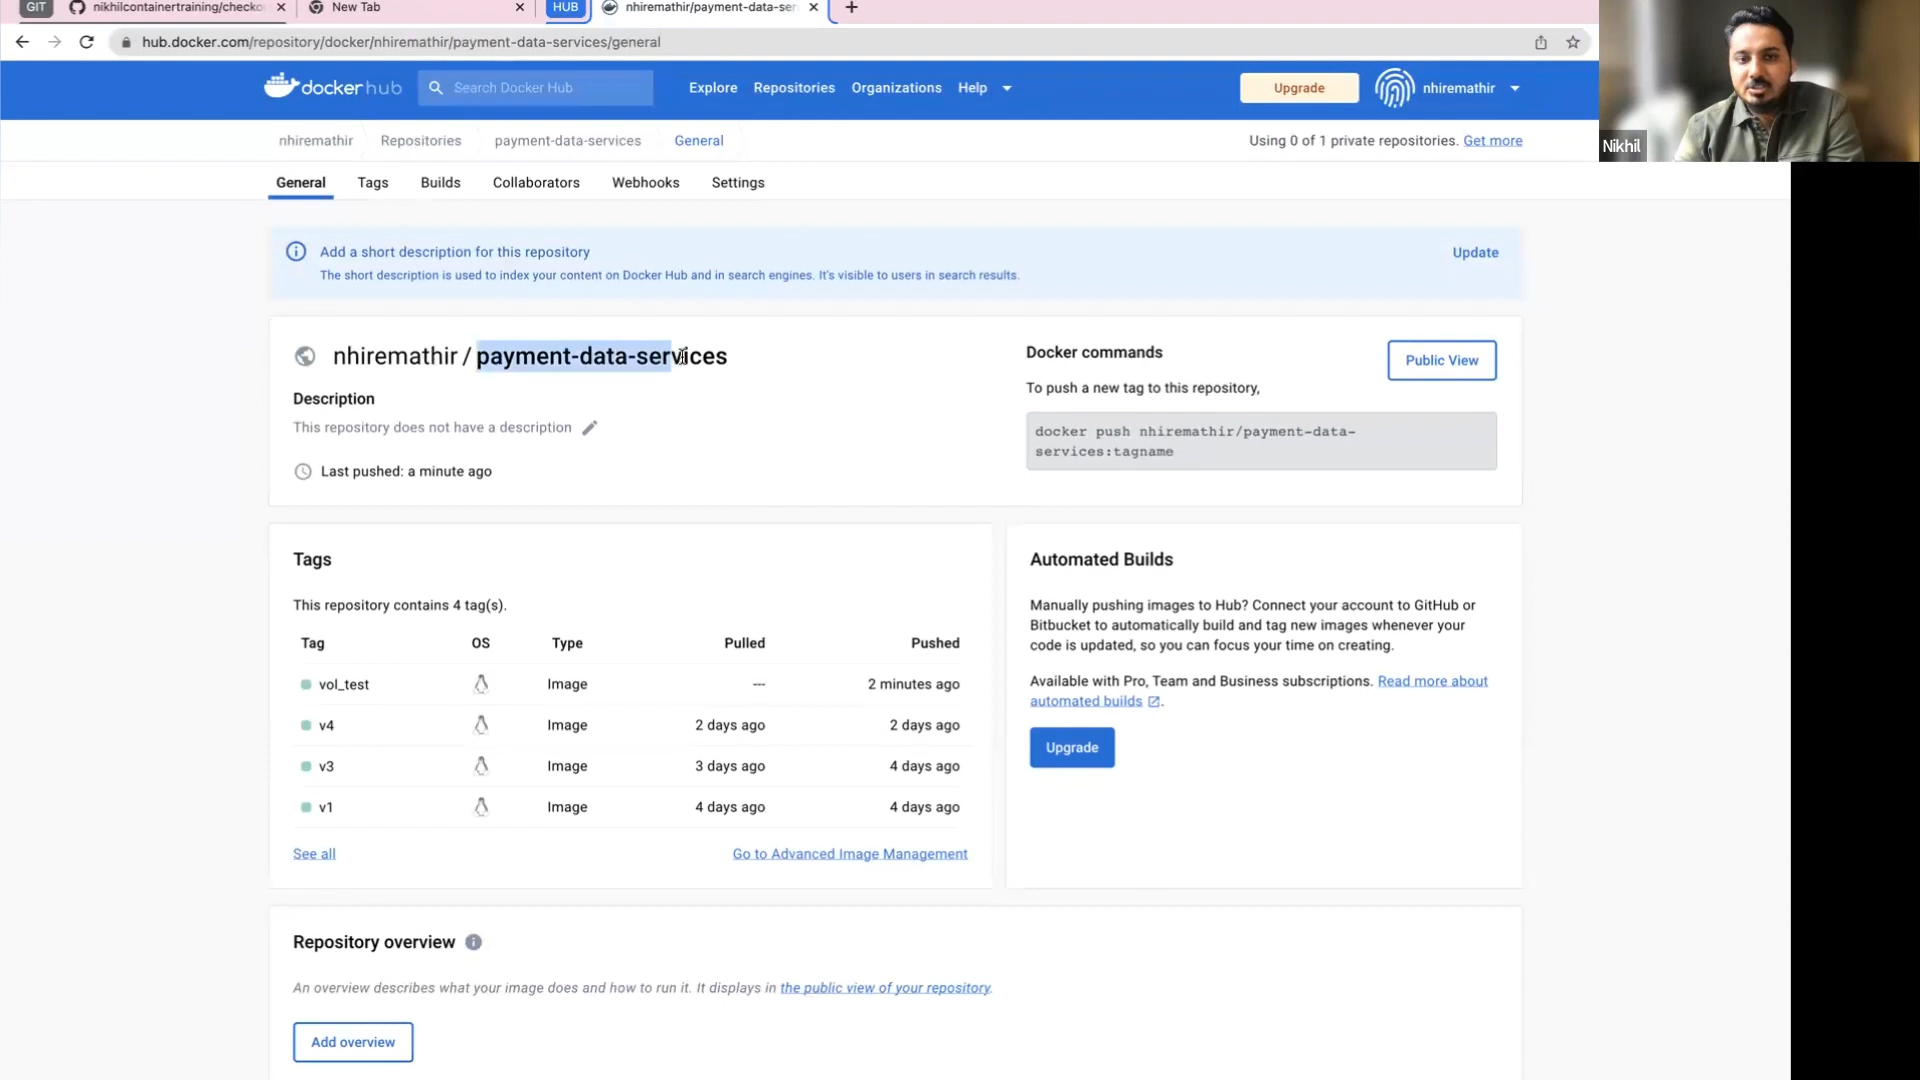 GIT
nikhilcontainertraining/checko
New Tab
HUB
nhiremathir/payment-data-ser
hub.docker.com/repository/docker/nhiremathir/payment-data-services/general
dockerhub
Search Docker Hub
Explore
Repositories
Organizations
Help
Upgrade
nhiremathir
Nikhil
nhiremathir
Repositories
payment-data-services
General
Using 0 of 1 private repositories. Get more
General
Tags
Builds
Collaborators
Webhooks
Settings
Add a short description for this repository
Update
The short description is used to index your content on Docker Hub and in search engines. It's visible to users in search results.
nhiremathir / payment-data-services
Description
This repository does not have a description
Last pushed: a minute ago
Docker commands
Public View
To push a new tag to this repository,
docker push nhiremathir/payment-data-
services:tagname
Tags
This repository contains 4 tag(s).
Tag OS Type Pulled Pushed
vol_test Image --- 2 minutes ago
v4 Image 2 days ago 2 days ago
v3 Image 3 days ago 4 days ago
v1 Image 4 days ago 4 days ago
See all
Go to Advanced Image Management
Automated Builds
Manually pushing images to Hub? Connect your account to GitHub or
Bitbucket to automatically build and tag new images whenever your
code is updated, so you can focus your time on creating.
Available with Pro, Team and Business subscriptions. Read more about
automated builds .
Upgrade
Repository overview
An overview describes what your image does and how to run it. It displays in the public view of your repository.
Add overview